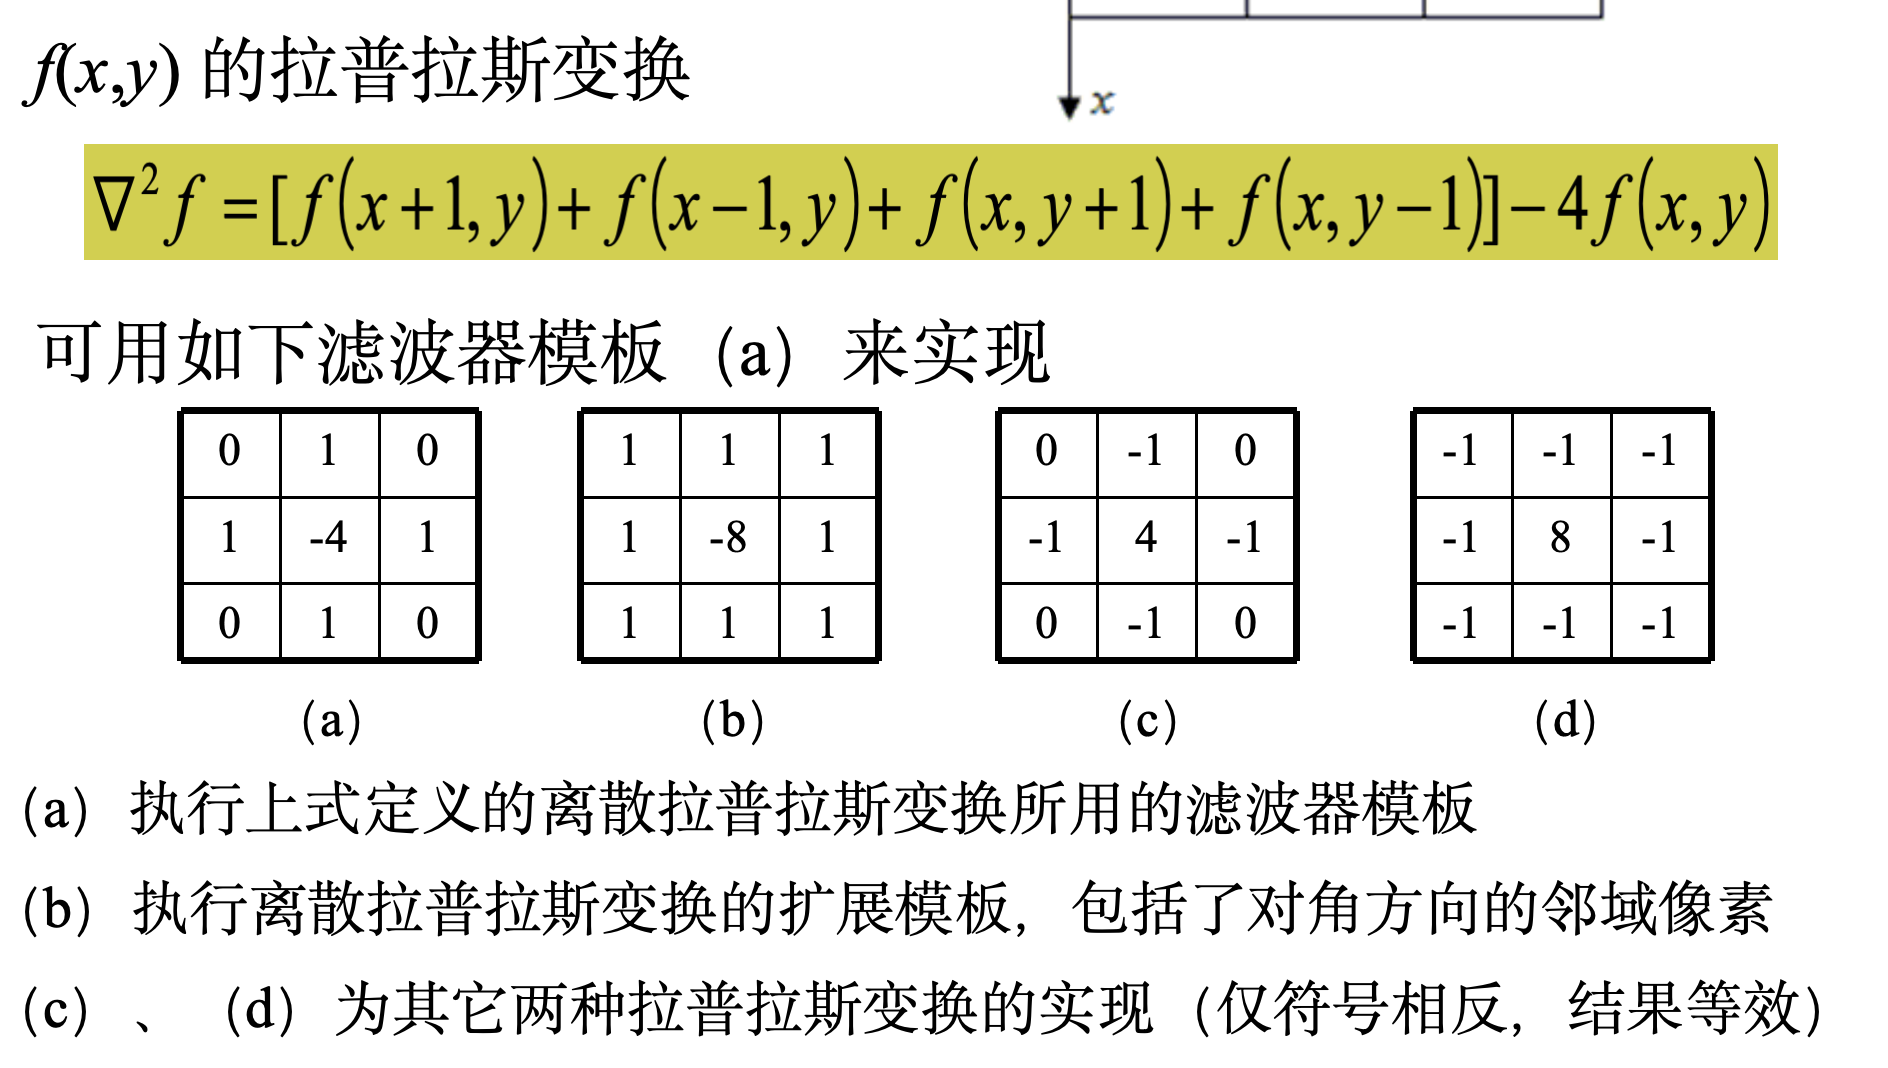 x
f(x,y) 的拉普拉斯变换
∇²f =[f(x+1, y)+ f(x−1, y)+ f(x, y+1)+ f(x, y−1)]−4f(x, y)
可用如下滤波器模板（a）来实现
0 1 0 1 1 1 0 -1 0 -1 -1 -1
1 -4 1 1 -8 1 -1 4 -1 -1 8 -1
0 1 0 1 1 1 0 -1 0 -1 -1 -1
（a） （b） （c） （d）
（a）执行上式定义的离散拉普拉斯变换所用的滤波器模板
（b）执行离散拉普拉斯变换的扩展模板，包括了对角方向的邻域像素
（c）、（d）为其它两种拉普拉斯变换的实现（仅符号相反，结果等效）